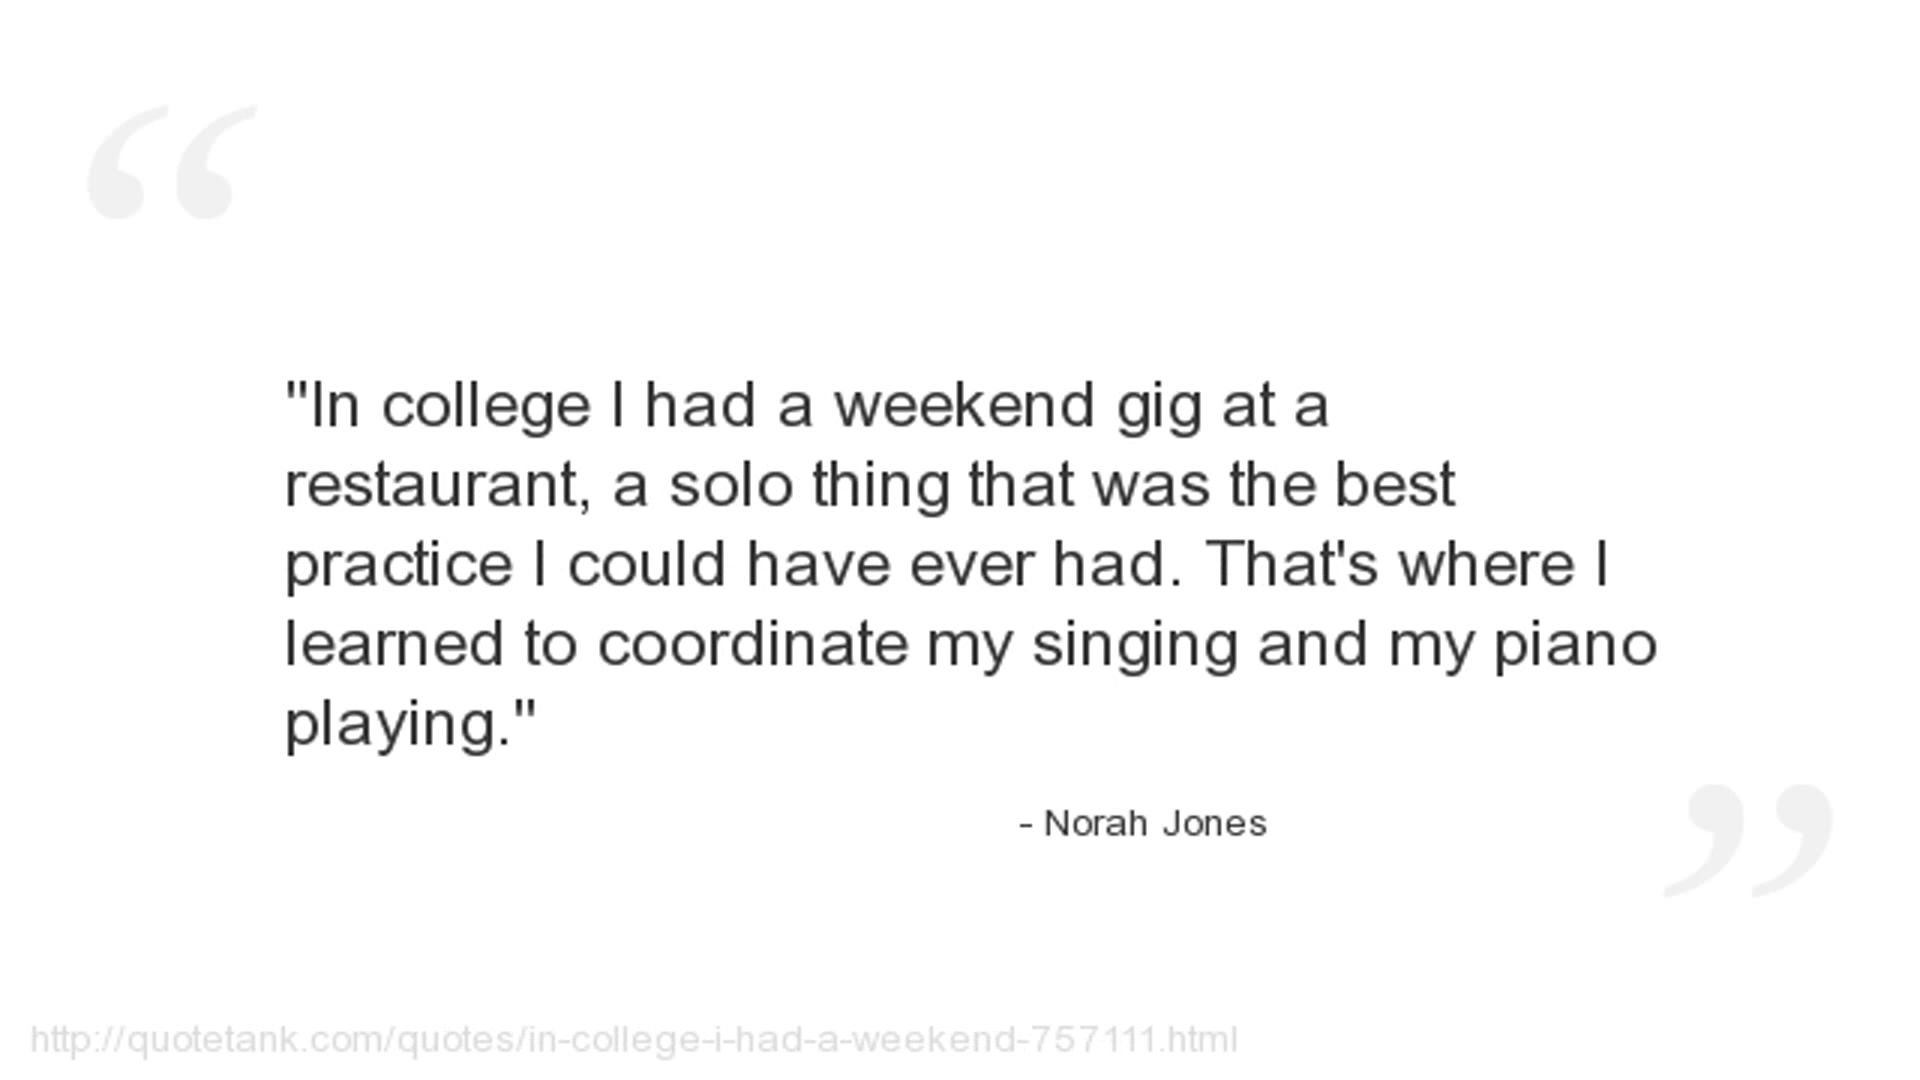 "In college I had a weekend gig at a
restaurant, a solo thing that was the best
practice I could have ever had. That's where I
learned to coordinate my singing and my piano
playing."
- Norah Jones
http://quotetank.com/quotes/in-college-i-had-a-weekend-757111.html